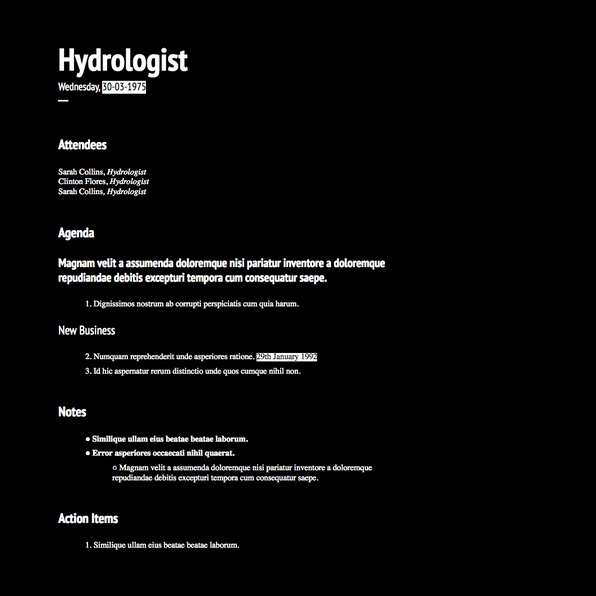 Hydrologist
Wednesday, 30-03-1975
Attendees
Sarah Collins, Hydrologist
Clinton Flores, Hydrologist
Sarah Collins, Hydrologist
Agenda
Magnam velit a assumenda doloremque nisi pariatur inventore a doloremque
repudiandae debitis excepturi tempora cum consequatur saepe.
1. Dignissimos nostrum ab corrupti perspiciatis cum quia harum.
New Business
2. Numquam reprehenderit unde asperiores ratione. 29th January 1992
3. Id hic aspernatur rerum distinctio unde quos cumque nihil non.
Notes
● Similique ullam eius beatae beatae laborum.
● Error asperiores occaecati nihil quaerat.
○ Magnam velit a assumenda doloremque nisi pariatur inventore a doloremque
repudiandae debitis excepturi tempora cum consequatur saepe.
Action Items
1. Similique ullam eius beatae beatae laborum.